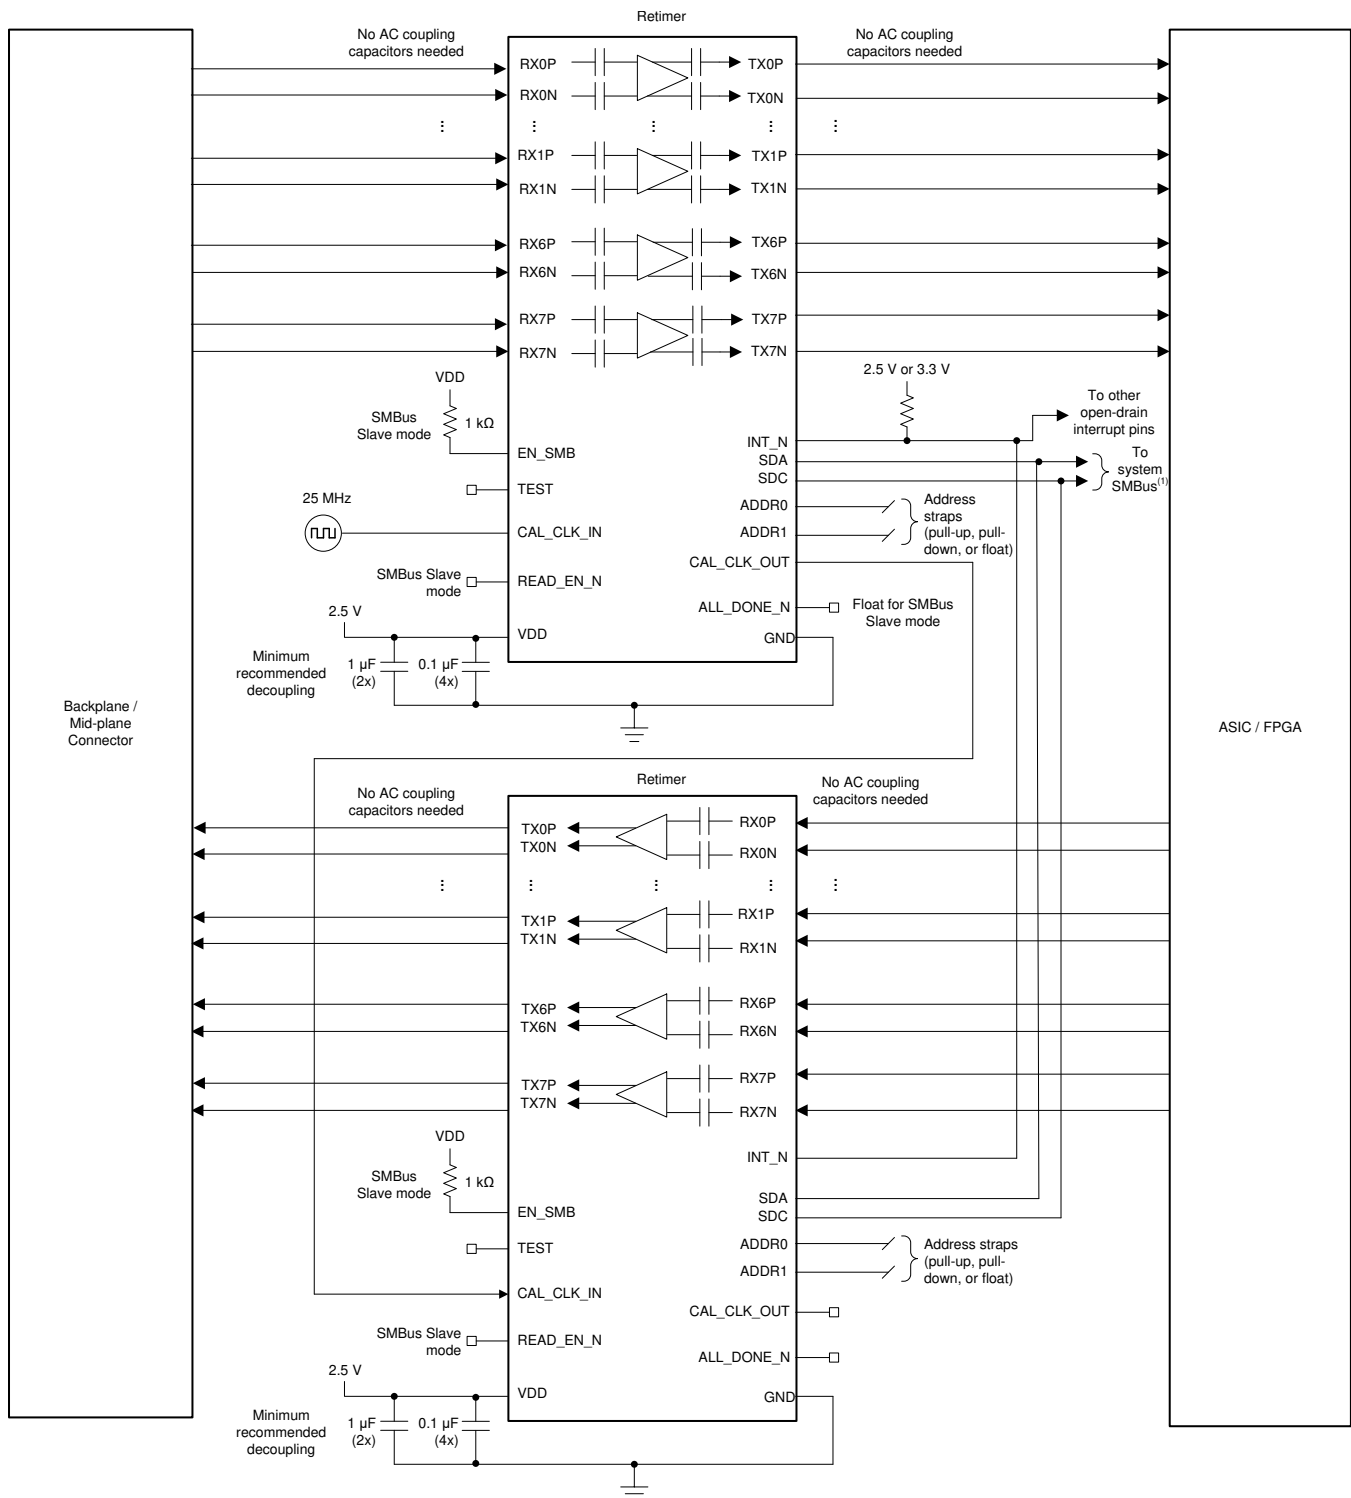 Retimer
No AC coupling
capacitors needed
No AC coupling
capacitors needed
RX0P
TX0P
RX0N
TX0N
...
...
...
...
...
RX1P
TX1P
RX1N
TX1N
RX6P
TX6P
RX6N
TX6N
RX7P
TX7P
RX7N
TX7N
VDD
SMBus
Slave mode
1 kΩ
EN_SMB
TEST
25 MHz
CAL_CLK_IN
SMBus Slave
mode
READ_EN_N
2.5 V
VDD
Minimum
recommended
decoupling
1 μF
(2x)
0.1 μF
(4x)
2.5 V or 3.3 V
To other
open-drain
interrupt pins
INT_N
SDA
SDC
To
system
SMBus(1)
ADDR0
ADDR1
Address
straps
(pull-up, pull-
down, or float)
CAL_CLK_OUT
ALL_DONE_N
Float for SMBus
Slave mode
GND
Backplane /
Mid-plane
Connector
ASIC / FPGA
Retimer
No AC coupling
capacitors needed
No AC coupling
capacitors needed
TX0P
RX0P
TX0N
RX0N
...
...
...
...
...
TX1P
RX1P
TX1N
RX1N
TX6P
RX6P
TX6N
RX6N
TX7P
RX7P
TX7N
RX7N
VDD
SMBus
Slave mode
1 kΩ
EN_SMB
TEST
CAL_CLK_IN
SMBus Slave
mode
READ_EN_N
2.5 V
VDD
Minimum
recommended
decoupling
1 μF
(2x)
0.1 μF
(4x)
INT_N
SDA
SDC
ADDR0
ADDR1
Address straps
(pull-up, pull-
down, or float)
CAL_CLK_OUT
ALL_DONE_N
GND